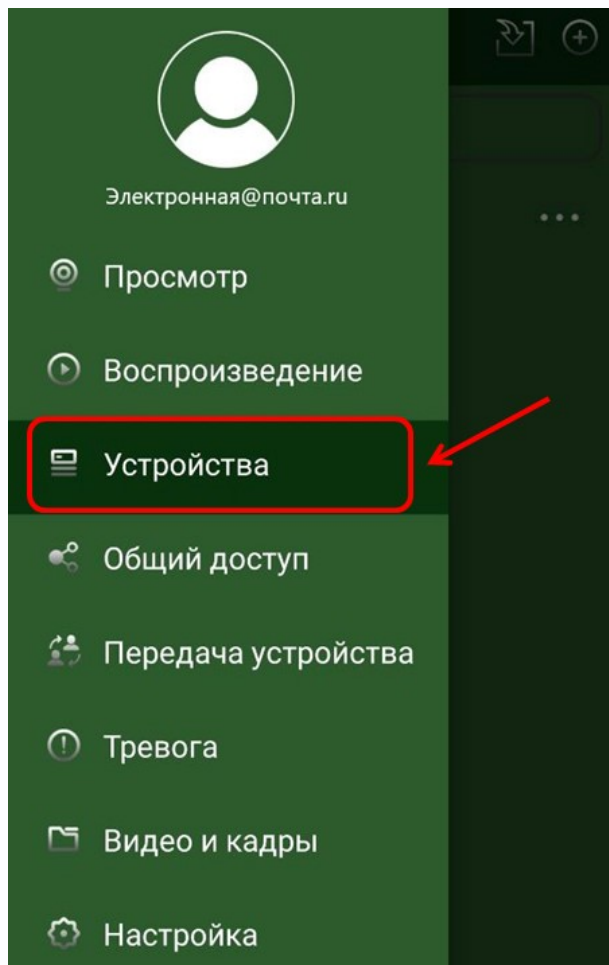 Электронная@почта.ru
Просмотр
Воспроизведение
Устройства
Общий доступ
Передача устройства
Тревога
Видео и кадры
Настройка